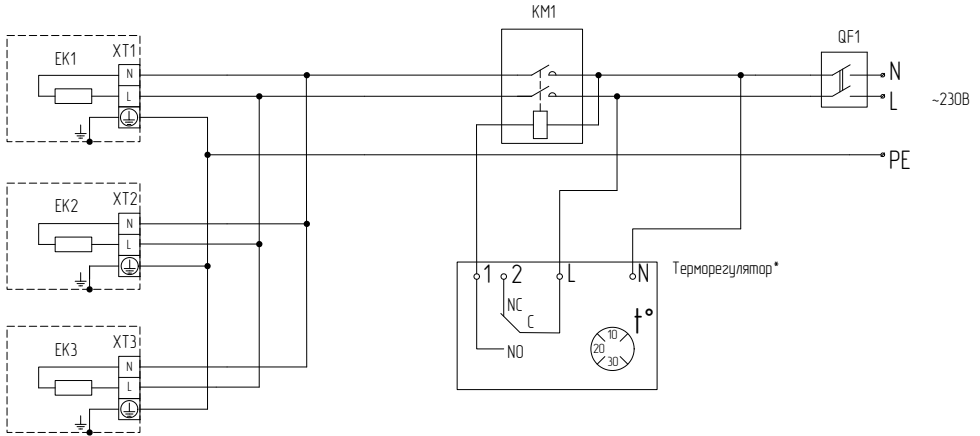 KM1
QF1
EK1
XT1
N
L
N
L
~230В
PE
EK2
XT2
N
L
1
2
L
N
Терморегулятор*
NC
C
NO
t°
10
20
30
EK3
XT3
N
L